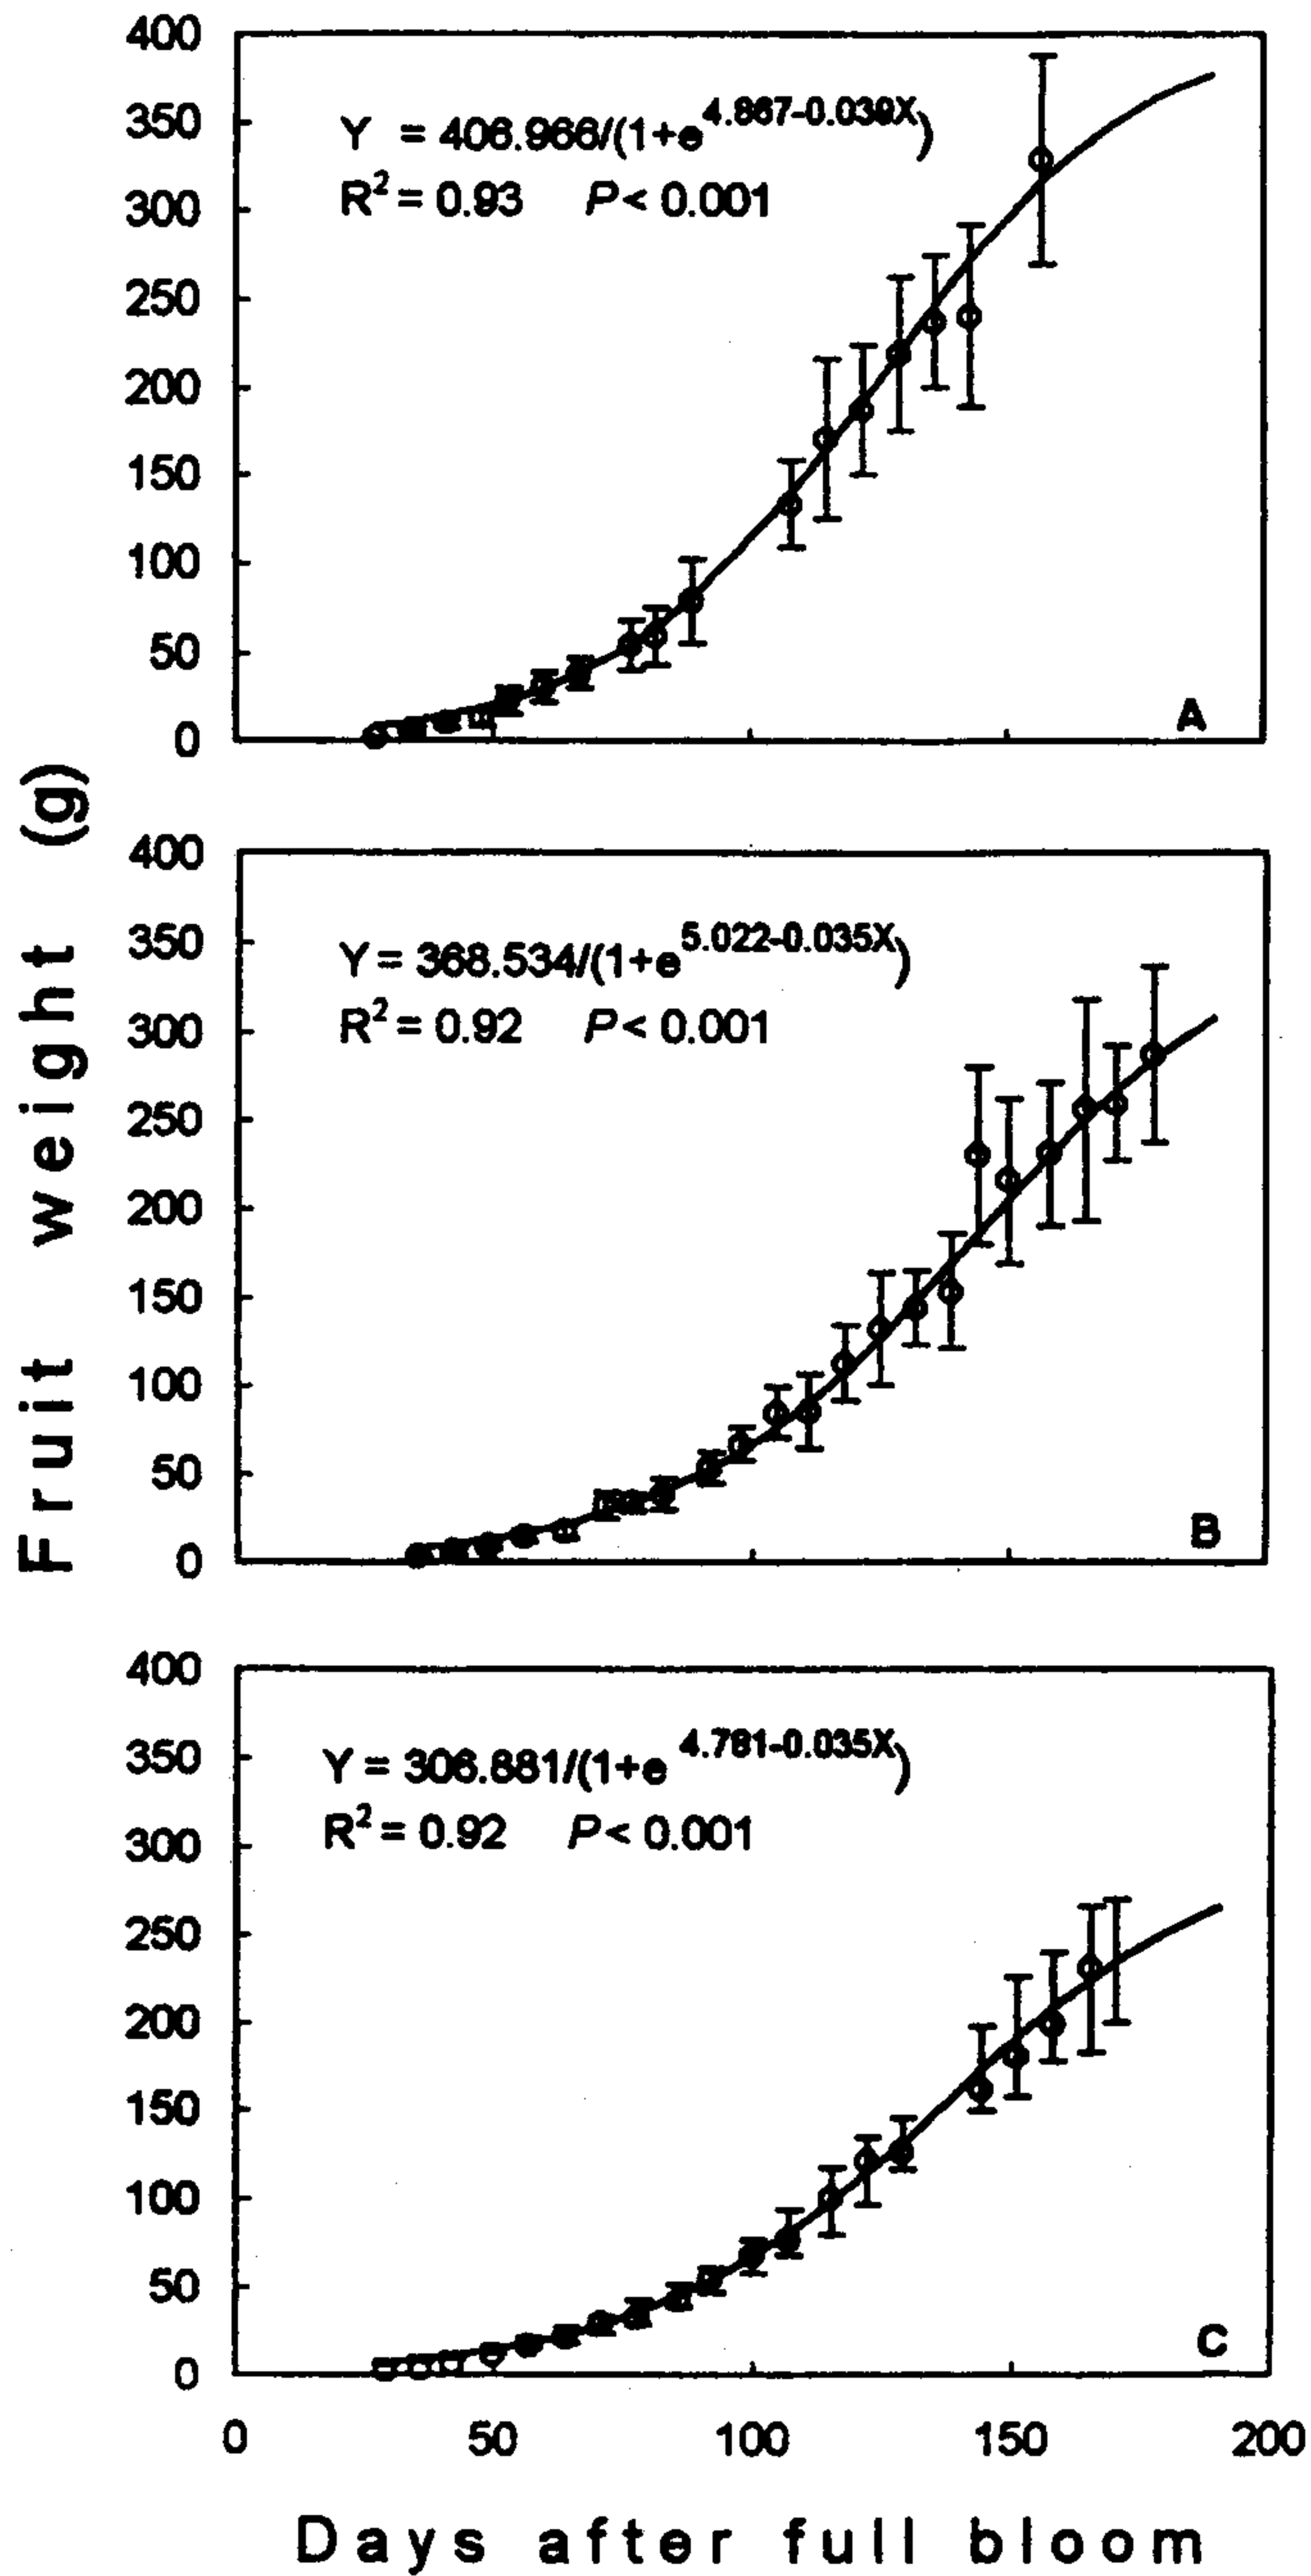 400
350
300
250
200
150
100
50
0
Y = 406.966/(1+e^4.867-0.039X)
R² = 0.93 P< 0.001
A
400
350
300
250
200
150
100
50
0
Y = 368.534/(1+e^5.022-0.035X)
R² = 0.92 P< 0.001
B
400
350
300
250
200
150
100
50
0
Y = 306.881/(1+e^4.781-0.035X)
R² = 0.92 P< 0.001
C
0 50 100 150 200
Days after full bloom
Fruit weight (g)